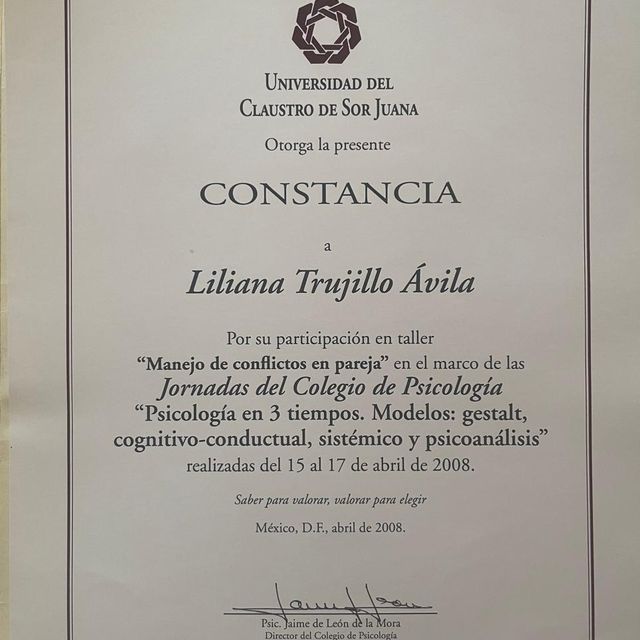 UNIVERSIDAD DEL
CLAUSTRO DE SOR JUANA
Otorga la presente
CONSTANCIA
a
Liliana Trujillo Ávila
Por su participación en taller
“Manejo de conflictos en pareja” en el marco de las
Jornadas del Colegio de Psicología
“Psicología en 3 tiempos. Modelos: gestalt,
cognitivo-conductual, sistémico y psicoanálisis”
realizadas del 15 al 17 de abril de 2008.
Saber para valorar, valorar para elegir
México, D.F., abril de 2008.
Psic. Jaime de León de la Mora
Director del Colegio de Psicología